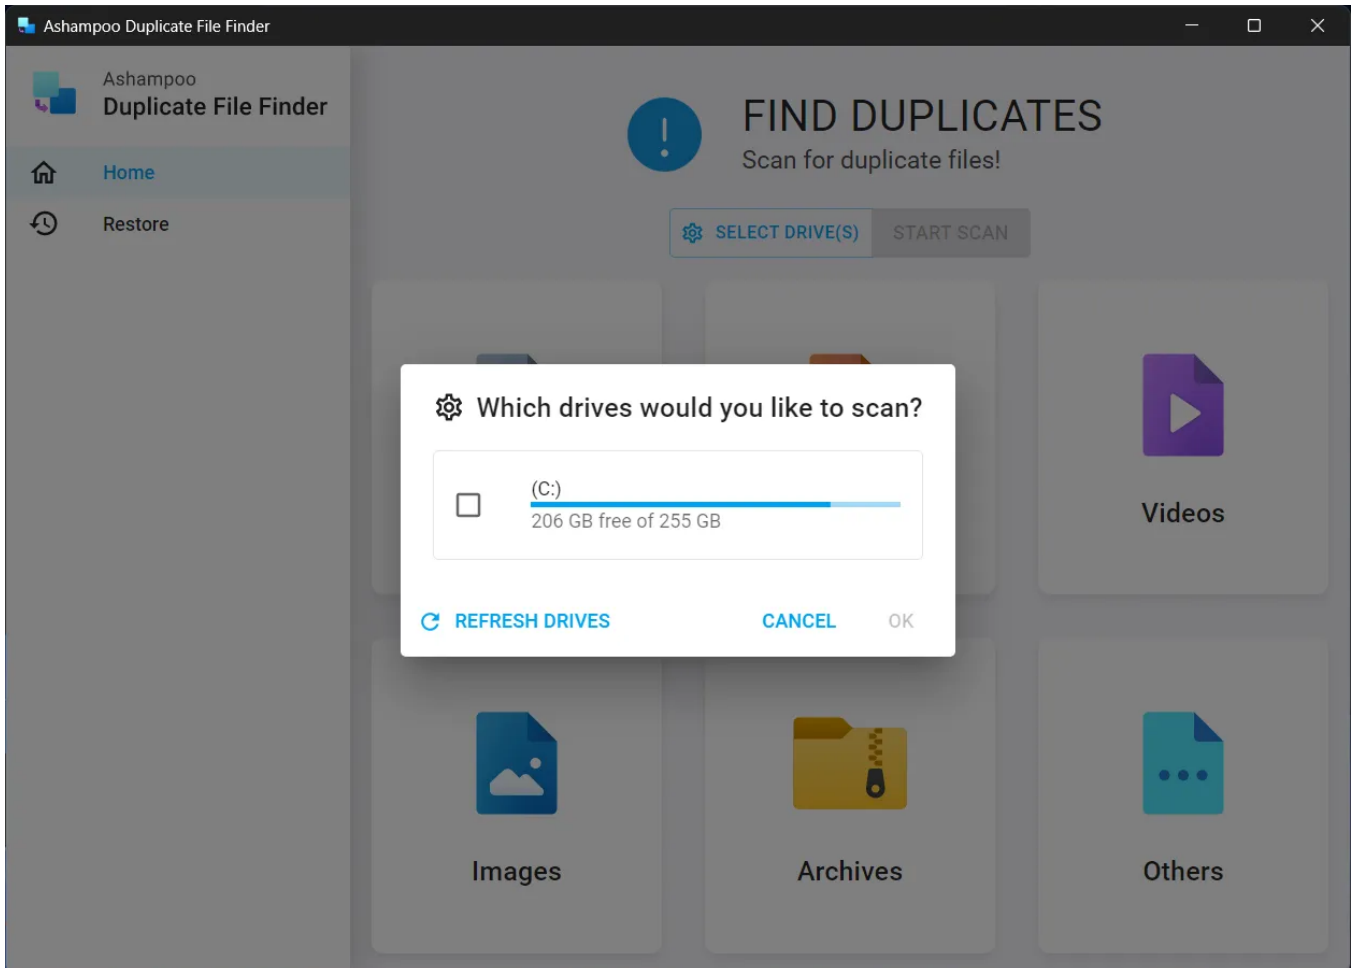 Ashampoo Duplicate File Finder
Ashampoo
Duplicate File Finder
Home
Restore
FIND DUPLICATES
Scan for duplicate files!
SELECT DRIVE(S)
START SCAN
Which drives would you like to scan?
(C:)
206 GB free of 255 GB
REFRESH DRIVES
CANCEL
OK
Videos
Images
Archives
Others